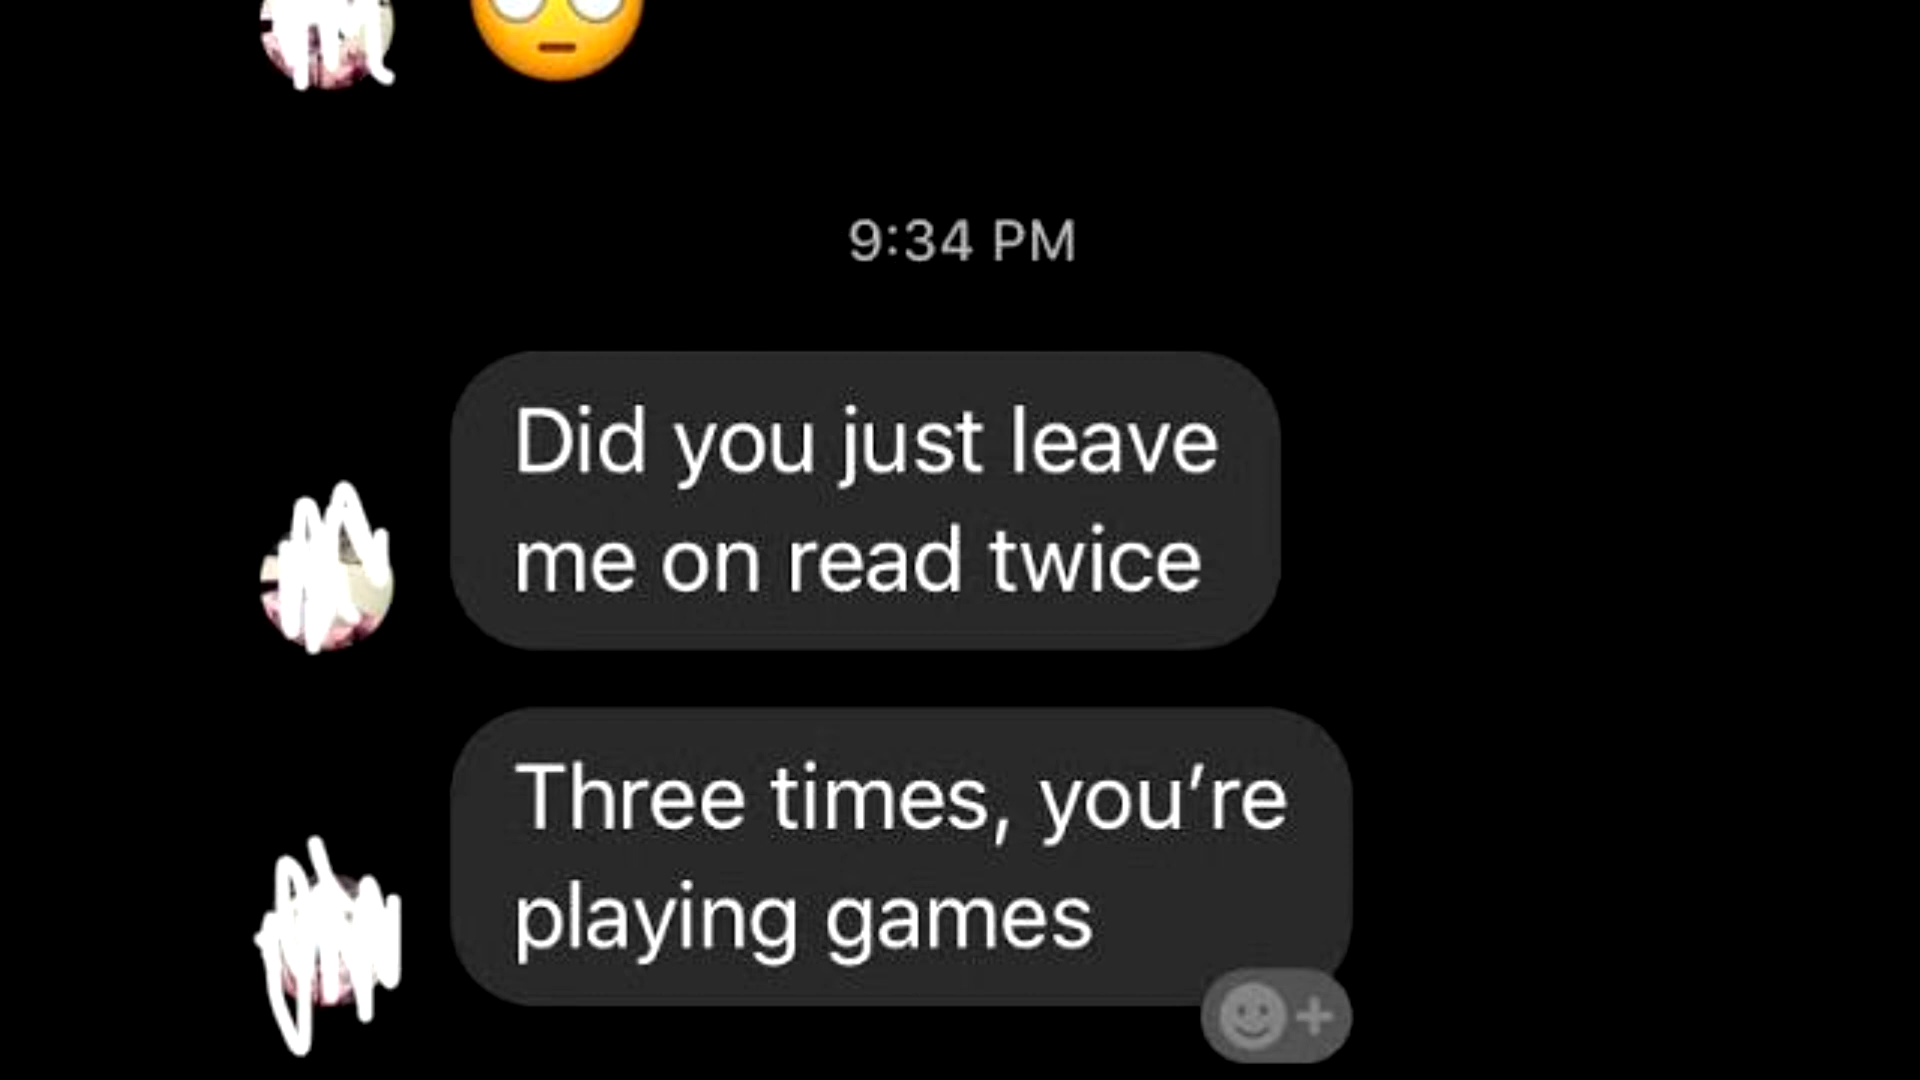 9:34 PM
Did you just leave
me on read twice
Three times, you’re
playing games